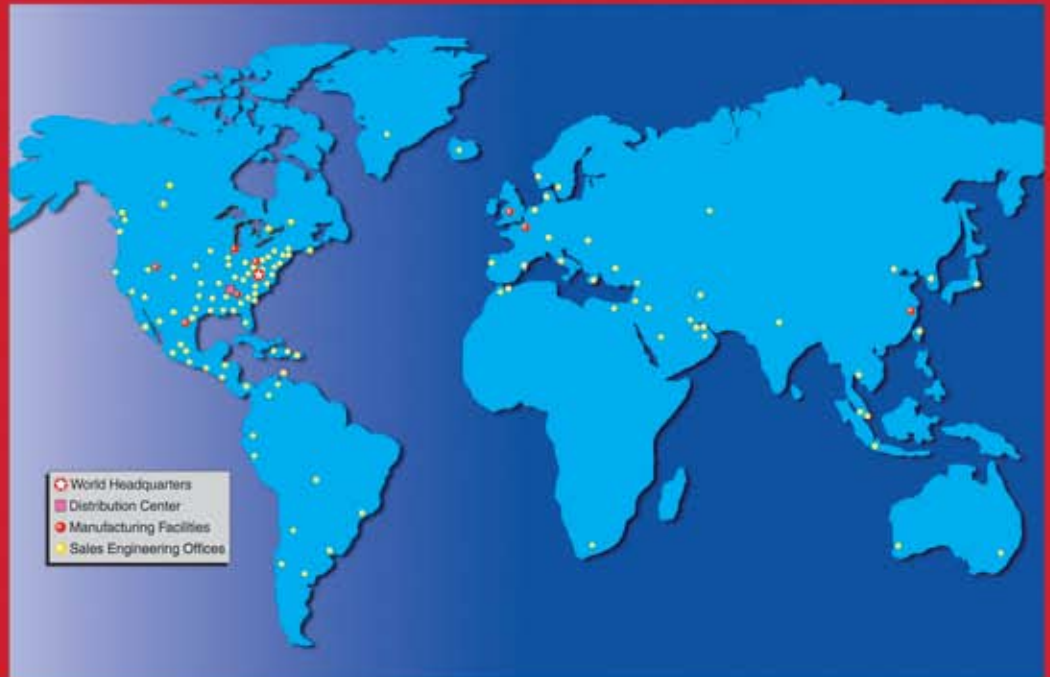 World Headquarters
Distribution Center
Manufacturing Facilities
Sales Engineering Offices